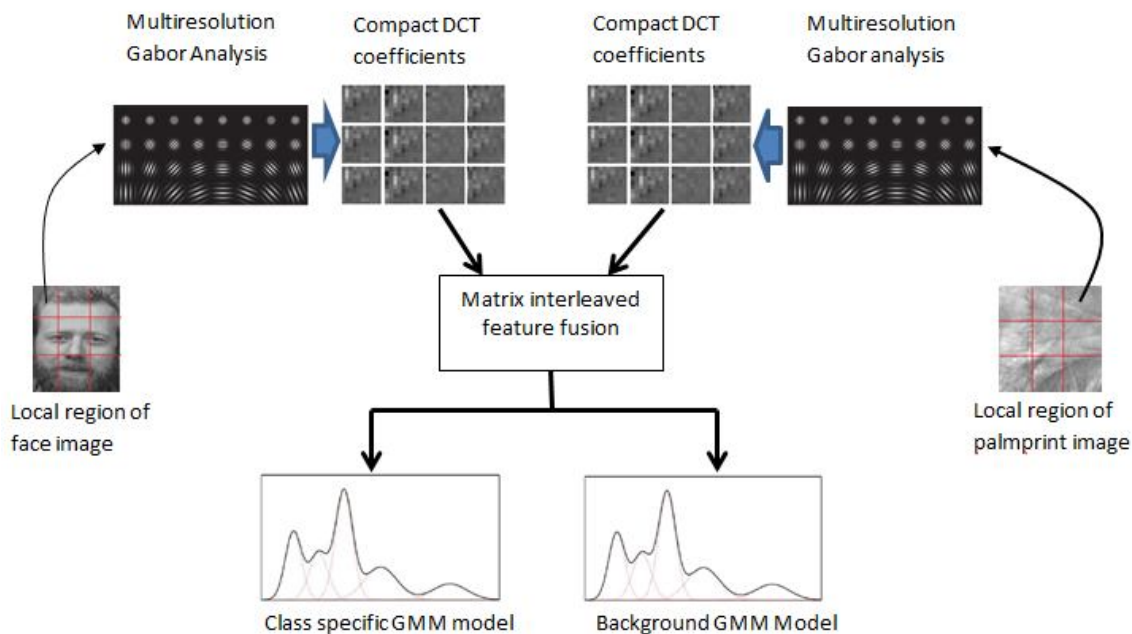 Multiresolution
Gabor Analysis
Compact DCT
coefficients
Compact DCT
coefficients
Multiresolution
Gabor analysis
Matrix interleaved
feature fusion
Local region of
face image
Local region of
palmprint image
Class specific GMM model
Background GMM Model